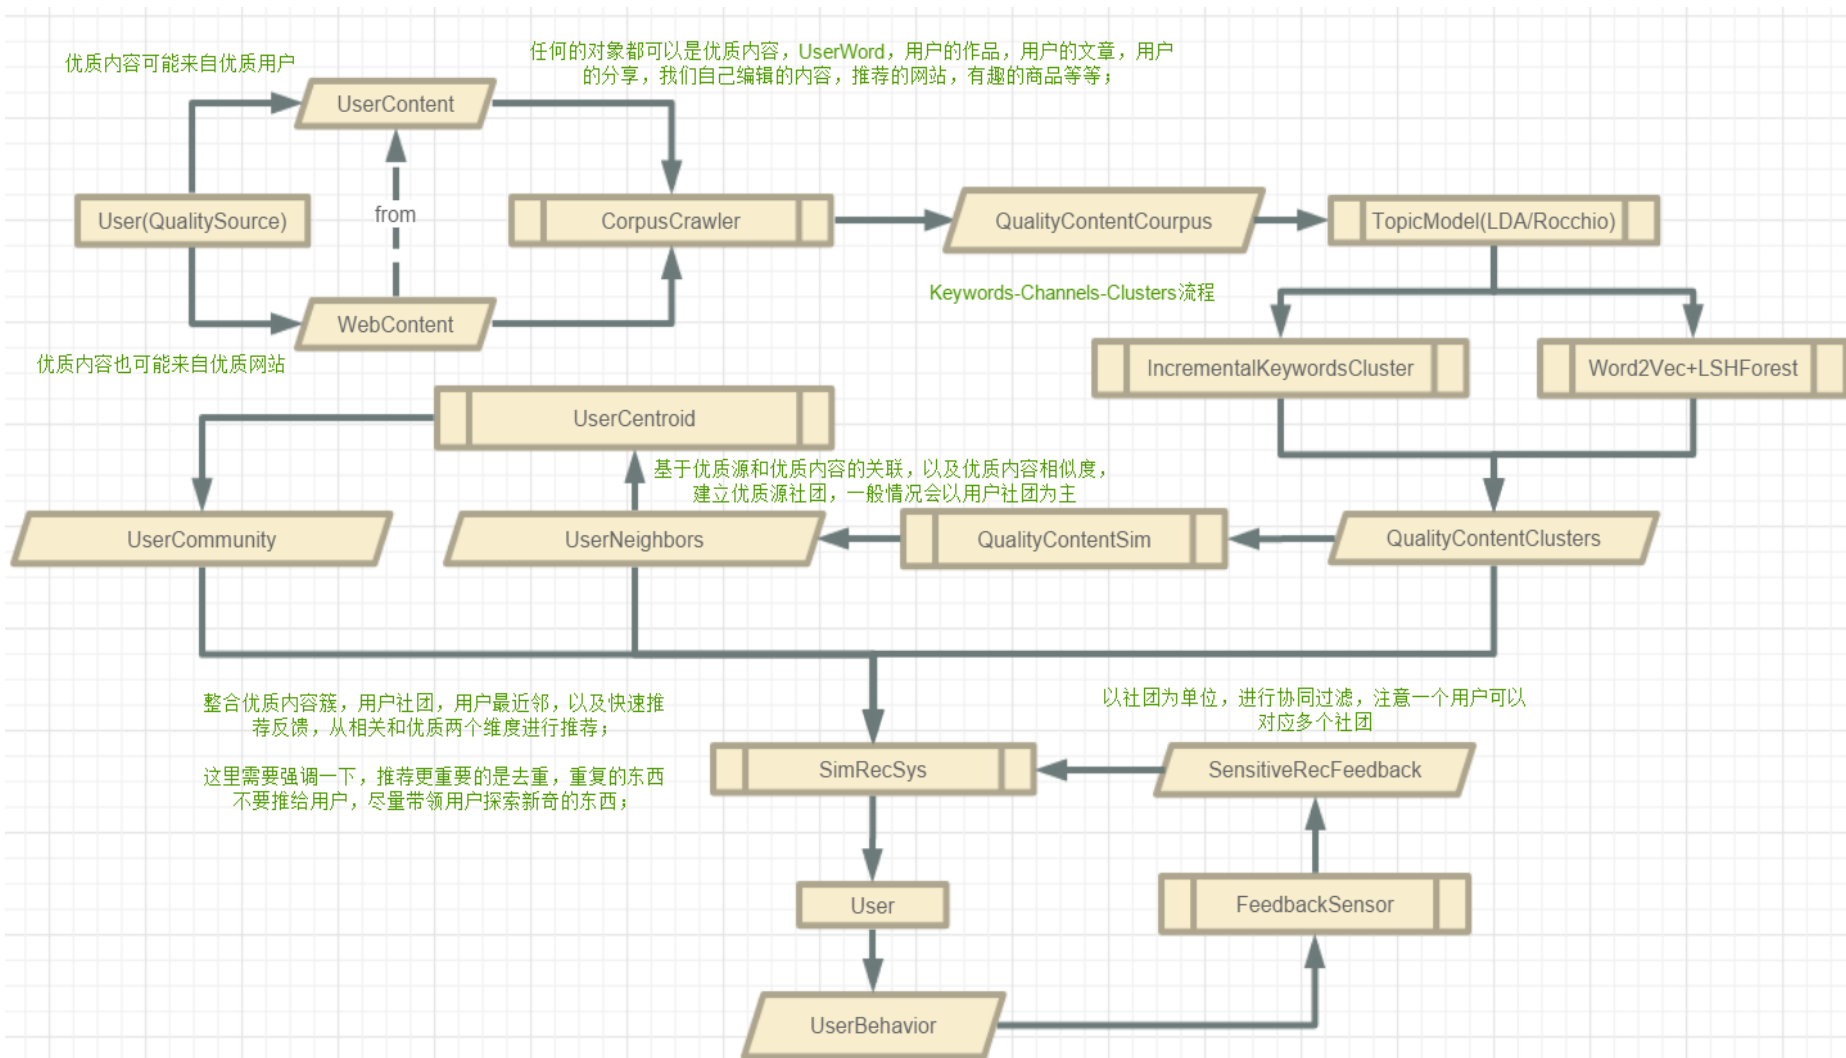 优质内容可能来自优质用户
任何的对象都可以是优质内容，UserWord，用户的作品，用户的文章，用户
的分享，我们自己编辑的内容，推荐的网站，有趣的商品等等；
UserContent
User(QualitySource)
from
CorpusCrawler
QualityContentCourpus
TopicModel(LDA/Rocchio)
Keywords-Channels-Clusters流程
WebContent
优质内容也可能来自优质网站
IncrementalKeywordsCluster
Word2Vec+LSHForest
UserCentroid
基于优质源和优质内容的关联，以及优质内容相似度，
建立优质源社团，一般情况会以用户社团为主
UserCommunity
UserNeighbors
QualityContentSim
QualityContentClusters
整合优质内容簇，用户社团，用户最近邻，以及快速推
荐反馈，从相关和优质两个维度进行推荐；
这里需要强调一下，推荐更重要的是去重，重复的东西
不要推给用户，尽量带领用户探索新奇的东西；
以社团为单位，进行协同过滤，注意一个用户可以
对应多个社团
SimRecSys
SensitiveRecFeedback
User
FeedbackSensor
UserBehavior